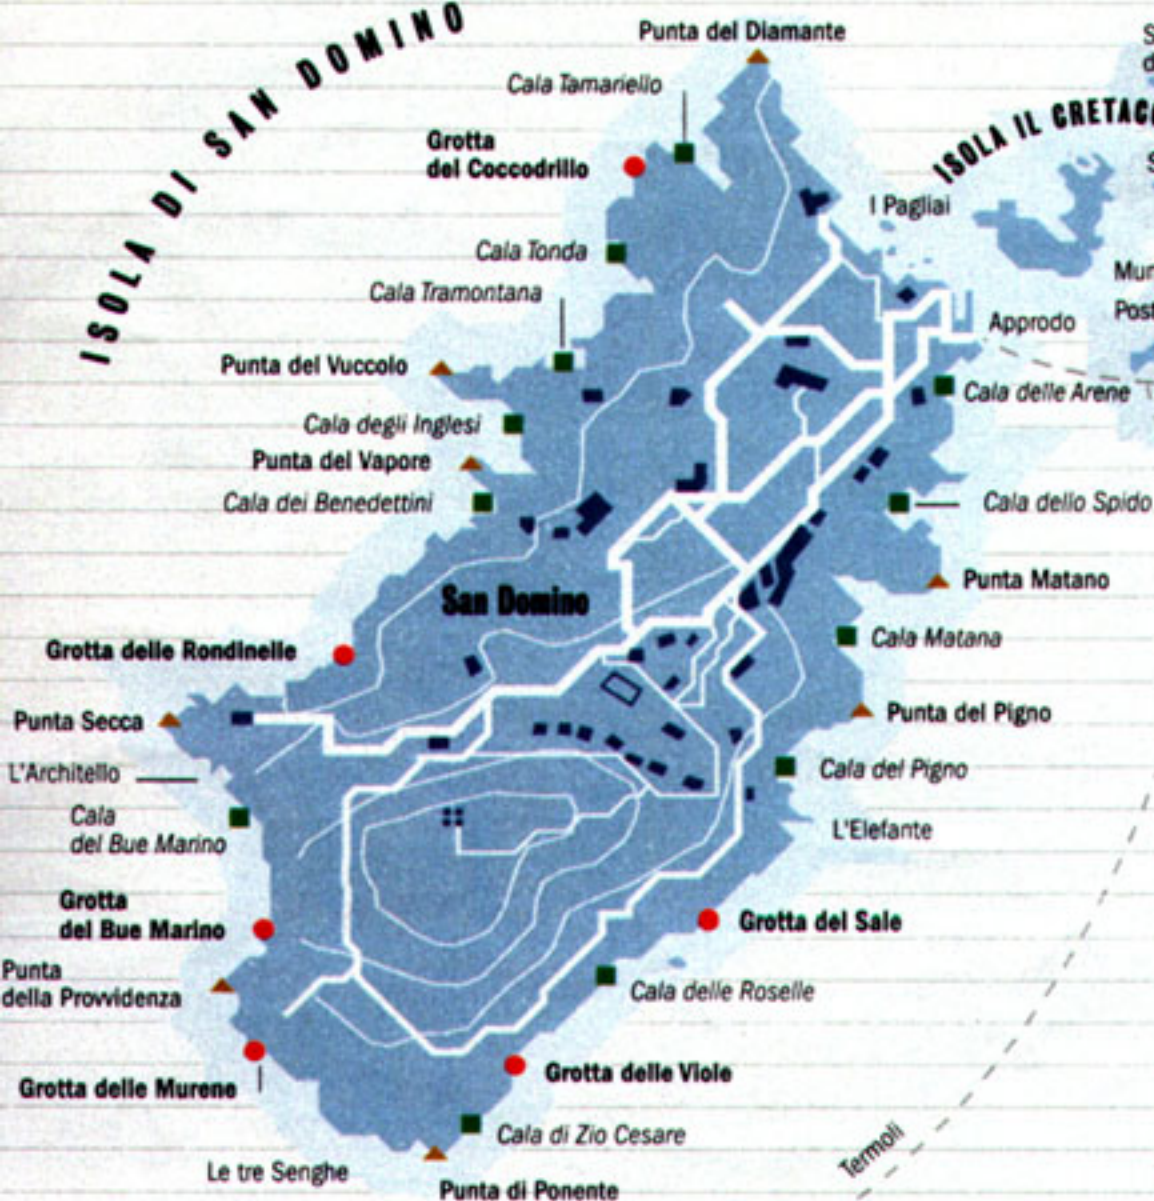 ISOLA DI SAN DOMINO
Punta del Diamante
Cala Tamariello
Grotta
del Coccodrillo
ISOLA IL CRETACC
I Pagliai
Cala Tonda
Cala Tramontana
Mur
Post
Approdo
Punta del Vuccolo
Cala delle Arene
Cala degli Inglesi
Punta del Vapore
Cala dei Benedettini
Cala dello Spido
Punta Matano
San Domino
Cala Matana
Grotta delle Rondinelle
Punta Secca
Punta del Pigno
L'Architello
Cala del Pigno
Cala
del Bue Marino
L'Elefante
Grotta
del Bue Marino
Grotta del Sale
Punta
della Provvidenza
Cala delle Roselle
Grotta delle Murene
Grotta delle Viole
Cala di Zio Cesare
Termoli
Le tre Senghe
Punta di Ponente